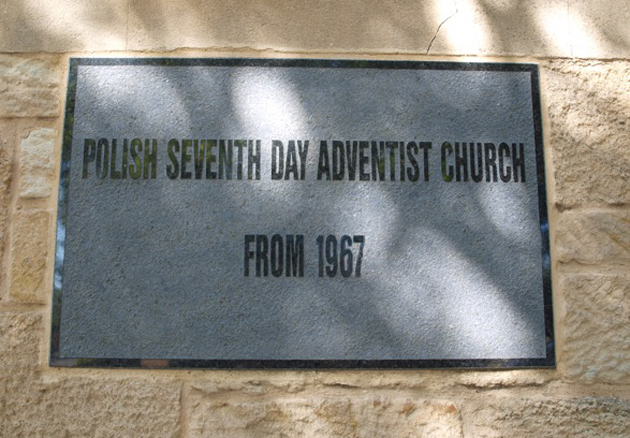 POLISH SEVENTH DAY ADVENTIST CHURCH
FROM 1967